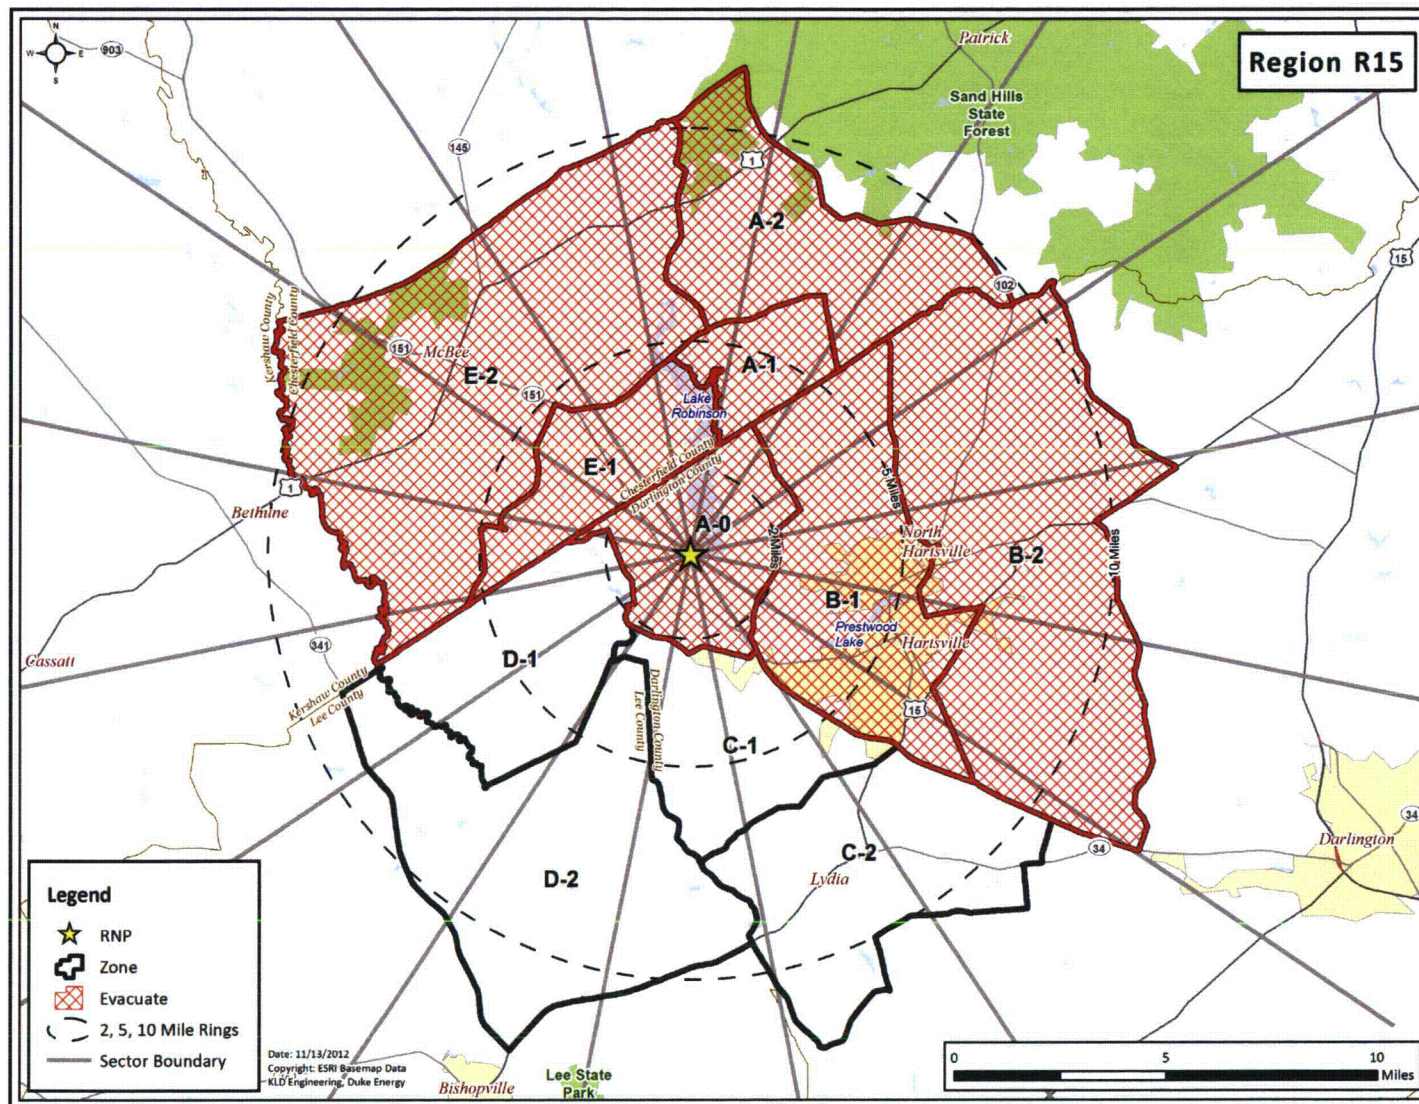 Region R15
N
W E
S
903
Patrick
Sand Hills
State
Forest
145
1
A-2
15
102
Kershaw County
Chesterfield County
151
McBee
E-2
151
A-1
Lake
Robinson
E-1
Chesterfield County
Darlington County
5 Miles
1
Bethune
A-0
2 Miles
North
Hartsville
B-2
10 Miles
B-1
Prestwood
Lake
Hartsville
341
Cassatt
D-1
Kershaw County
Lee County
Darlington County
Lee County
15
C-1
34
Darlington
34
C-2
Lydia
D-2
Legend
RNP
Zone
Evacuate
2, 5, 10 Mile Rings
Sector Boundary
Date: 11/13/2012
Copyright: ESRI Basemap Data
KLD Engineering, Duke Energy
Bishopville
Lee State
Park
0 5 10
Miles